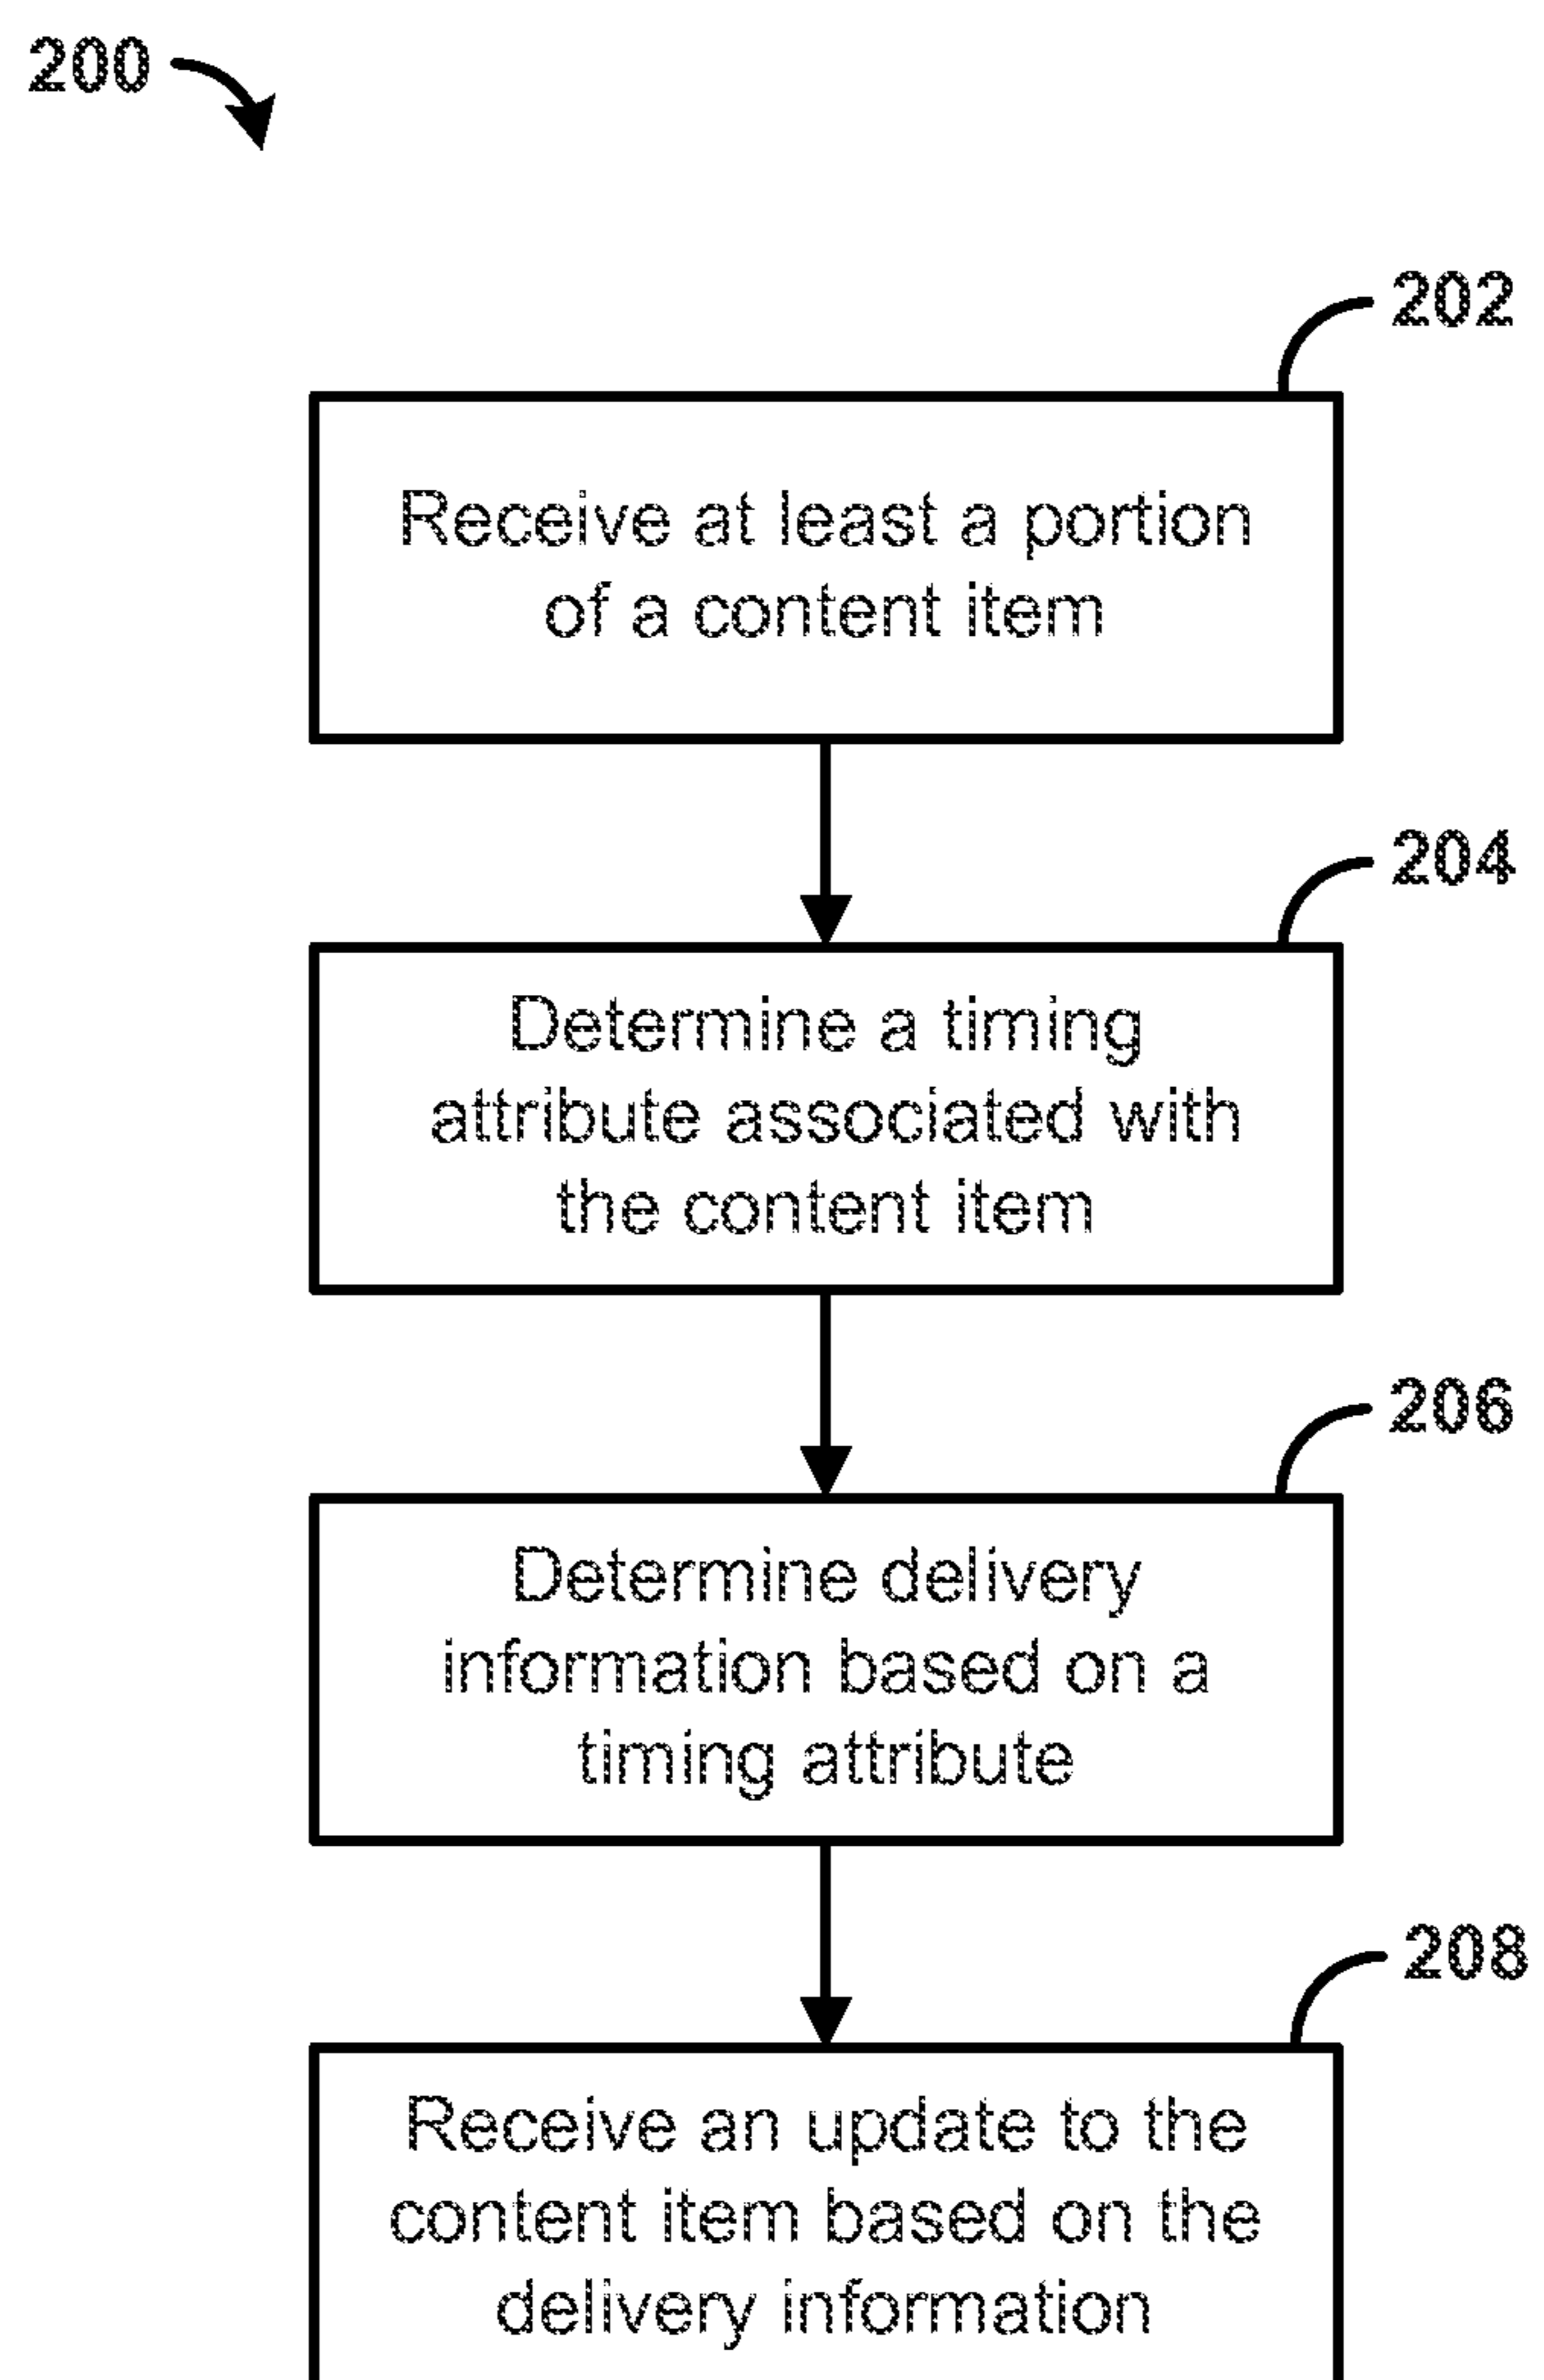 200
202
Receive at least a portion
of a content item
204
Determine a timing
attribute associated with
the content item
206
Determine delivery
information based on a
timing attribute
208
Receive an update to the
content item based on the
delivery information